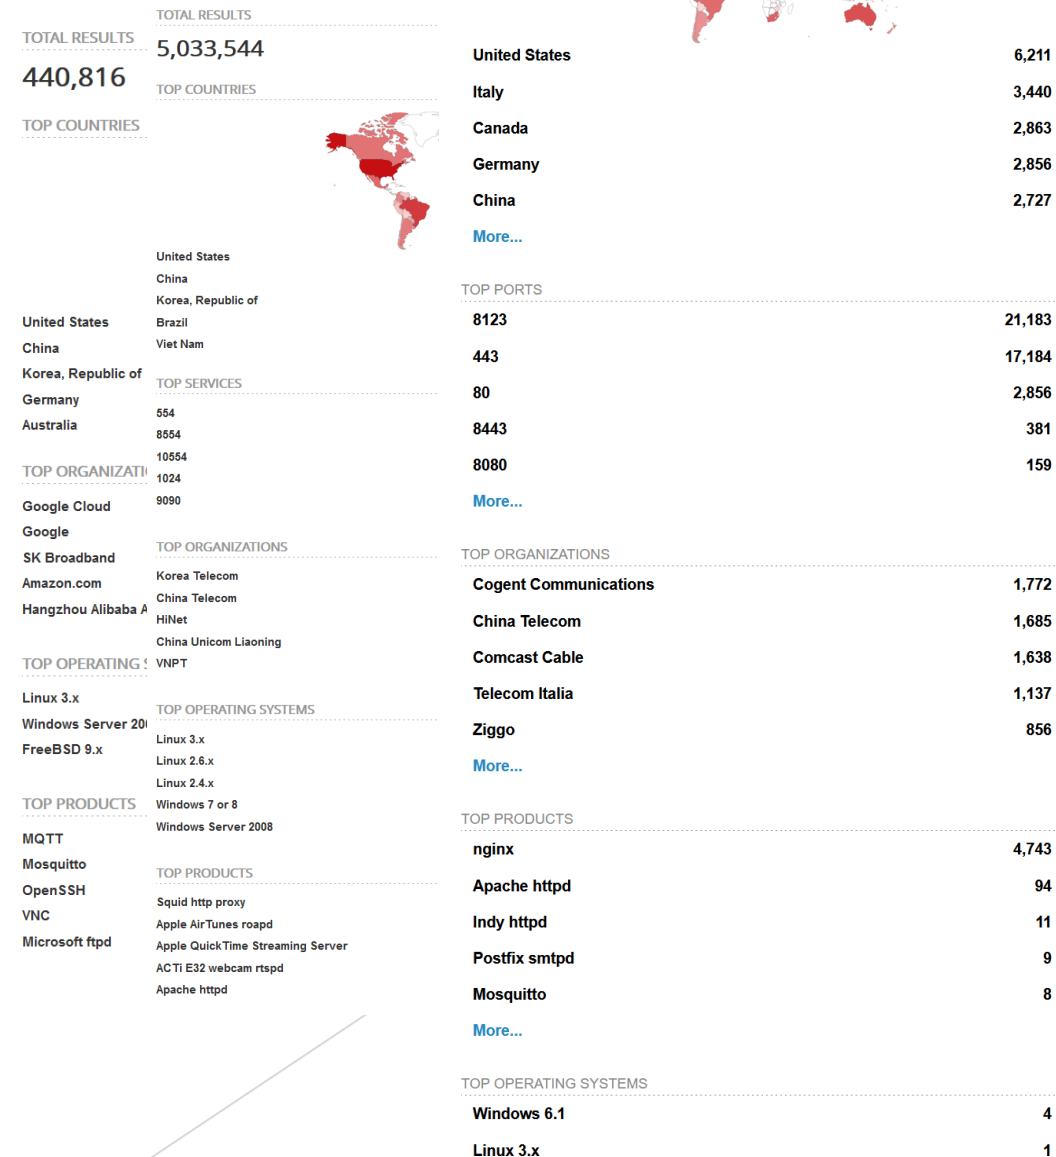 TOTAL RESULTS
440,816
TOP COUNTRIES
United States
China
Korea, Republic of
Germany
Australia
TOP ORGANIZATI
Google Cloud
Google
SK Broadband
Amazon.com
Hangzhou Alibaba A
TOP OPERATING S
Linux 3.x
Windows Server 200
FreeBSD 9.x
TOP PRODUCTS
MQTT
Mosquitto
OpenSSH
VNC
Microsoft ftpd
TOTAL RESULTS
5,033,544
TOP COUNTRIES
United States
China
Korea, Republic of
Brazil
Viet Nam
TOP SERVICES
554
8554
10554
1024
9090
TOP ORGANIZATIONS
Korea Telecom
China Telecom
HiNet
China Unicom Liaoning
VNPT
TOP OPERATING SYSTEMS
Linux 3.x
Linux 2.6.x
Linux 2.4.x
Windows 7 or 8
Windows Server 2008
TOP PRODUCTS
Squid http proxy
Apple AirTunes roapd
Apple QuickTime Streaming Server
ACTi E32 webcam rtspd
Apache httpd
United States 6,211
Italy 3,440
Canada 2,863
Germany 2,856
China 2,727
More...
TOP PORTS
8123 21,183
443 17,184
80 2,856
8443 381
8080 159
More...
TOP ORGANIZATIONS
Cogent Communications 1,772
China Telecom 1,685
Comcast Cable 1,638
Telecom Italia 1,137
Ziggo 856
More...
TOP PRODUCTS
nginx 4,743
Apache httpd 94
Indy httpd 11
Postfix smtpd 9
Mosquitto 8
More...
TOP OPERATING SYSTEMS
Windows 6.1 4
Linux 3.x 1